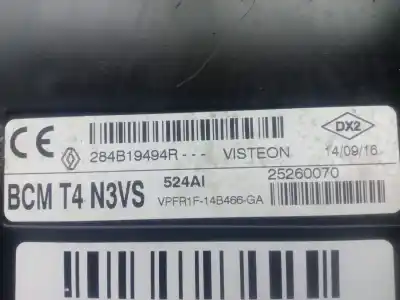 CE 284B19494R--- VISTEON 14/09/16 DX2
BCM T4 N3VS 524AI 25260070
VPFR1F-14B466-GA